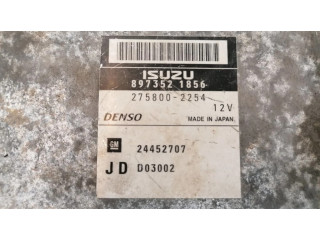 ISUZU
897352 1856
275800-2254
12V
DENSO MADE IN JAPAN.
GM 24452707
JD D03002